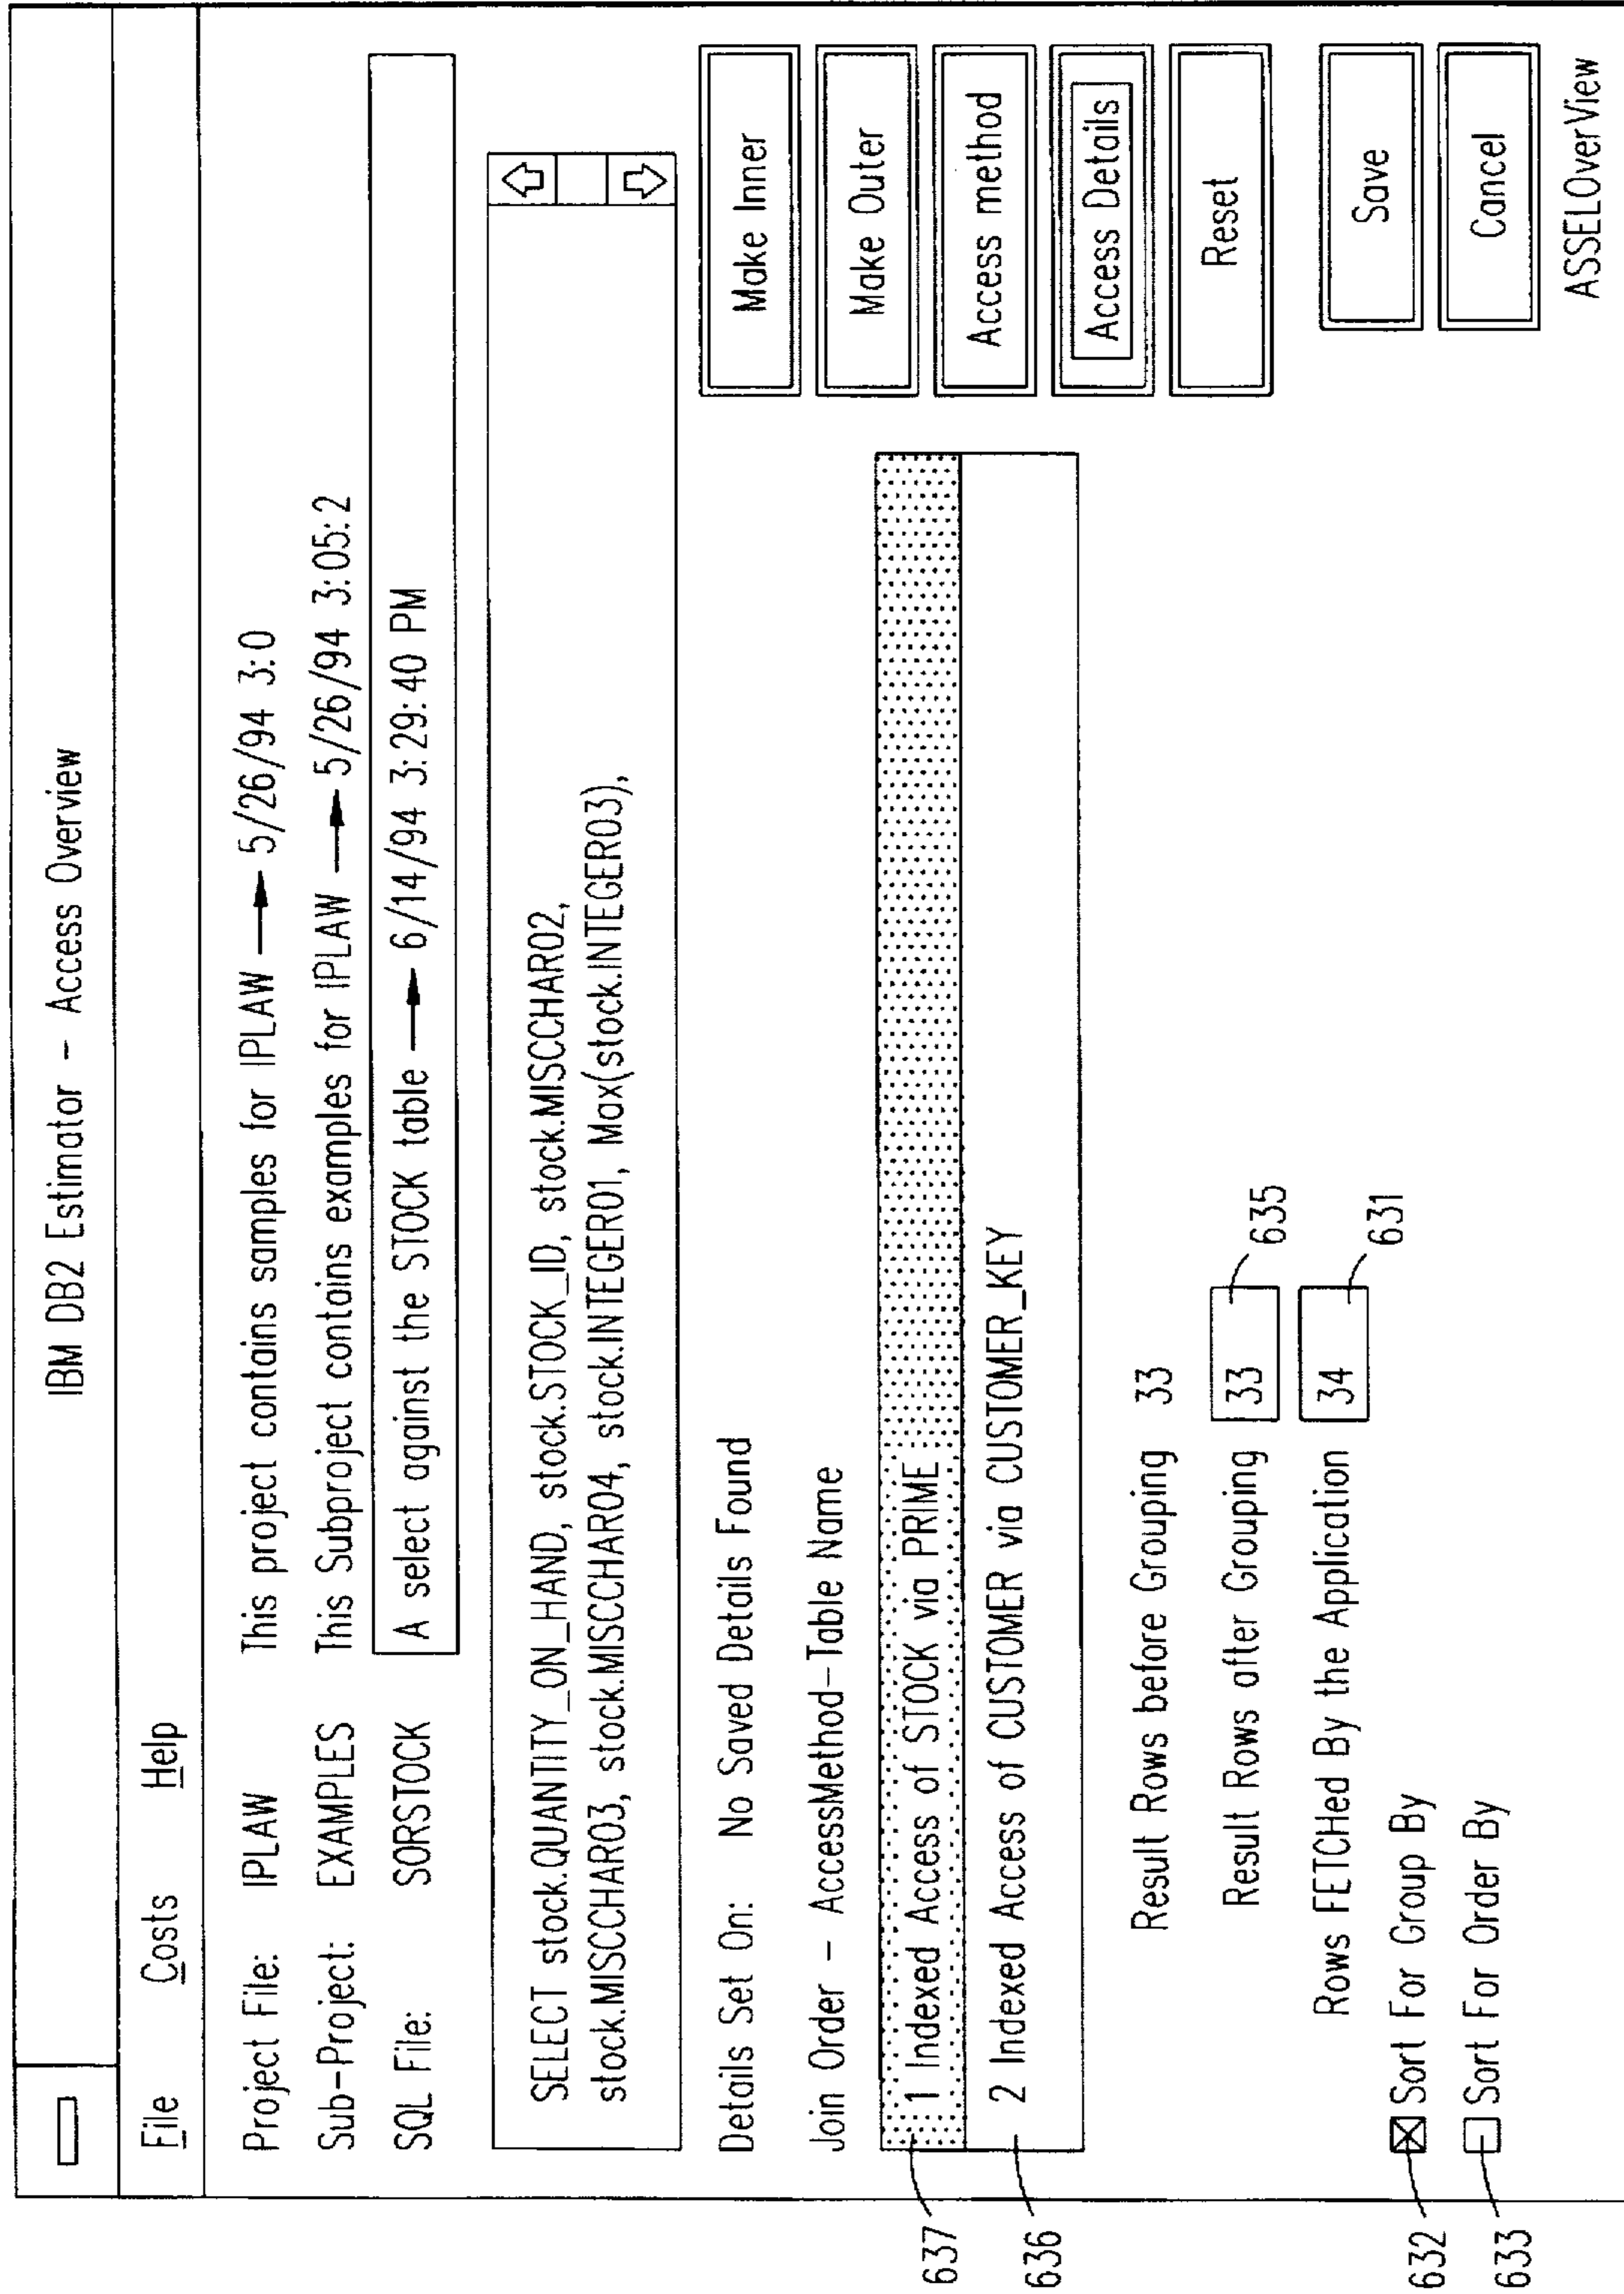 IBM DB2 Estimator - Access Overview
File Costs Help
Project File: IPLAW This project contains samples for IPLAW → 5/26/94 3:0
Sub-Project: EXAMPLES This Subproject contains examples for IPLAW → 5/26/94 3:05:2
SQL File: SORSTOCK A select against the STOCK table → 6/14/94 3:29:40 PM
SELECT stock.QUANTITY_ON_HAND, stock.STOCK_ID, stock.MISCCHAR02,
stock.MISCCHAR03, stock.MISCCHAR04, stock.INTEGER01, Max(stock.INTEGER03),
Details Set On: No Saved Details Found
Make Inner
Join Order - AccessMethod-Table Name
Make Outer
637
1 Indexed Access of STOCK via PRIME
Access method
636
2 Indexed Access of CUSTOMER via CUSTOMER_KEY
Access Details
Result Rows before Grouping 33
Reset
Result Rows after Grouping 33 635
Rows FETCHed By the Application 34 631
Save
632
Sort For Group By
Cancel
633
Sort For Order By
ASSELOverView